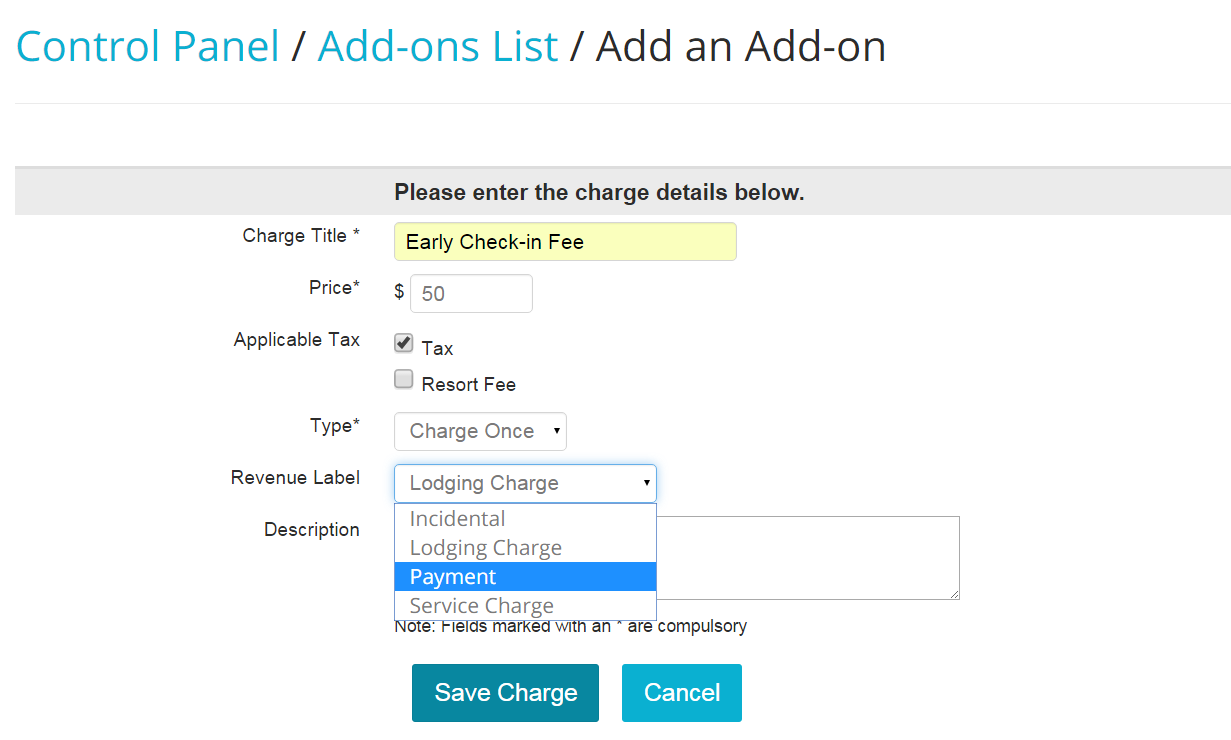 Control Panel / Add-ons List / Add an Add-on
Please enter the charge details below.
Charge Title * Early Check-in Fee
Price* $ 50
Applicable Tax Tax
Resort Fee
Type* Charge Once
Revenue Label Lodging Charge
Incidental
Description Lodging Charge
Payment
Service Charge
Note: Fields marked with an * are compulsory
Save Charge Cancel